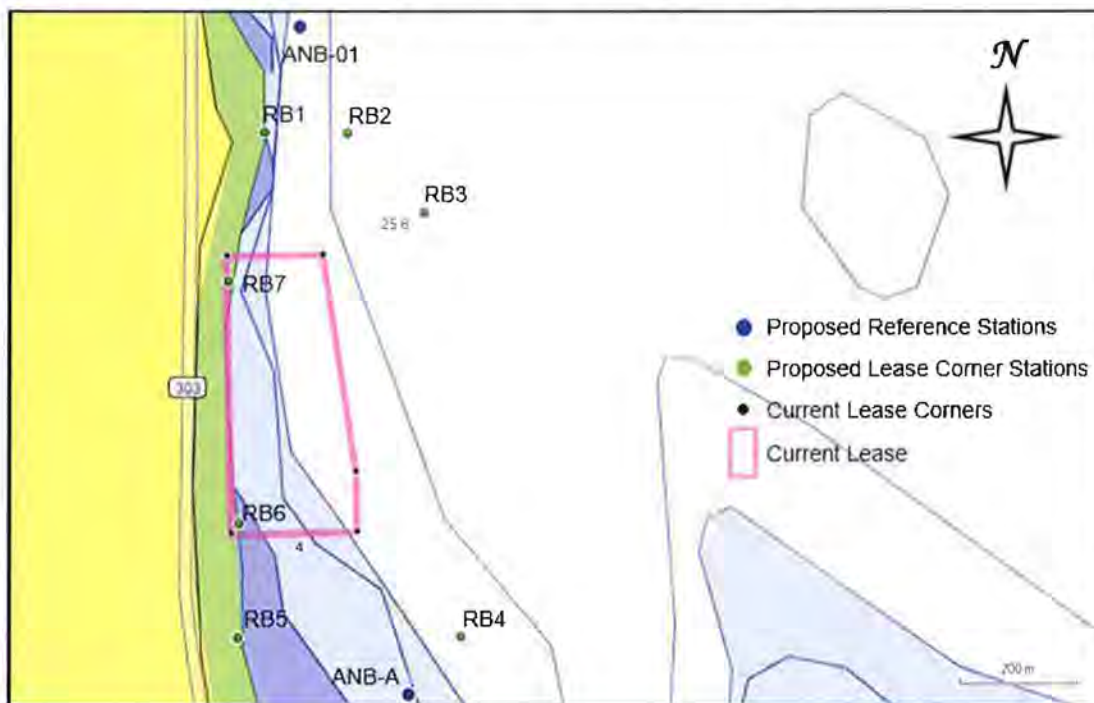 ANB-01
N
RB1
RB2
RB3
25 6
RB7
Proposed Reference Stations
Proposed Lease Corner Stations
303
Current Lease Corners
Current Lease
RB6
4
RB5
RB4
ANB-A
200 m